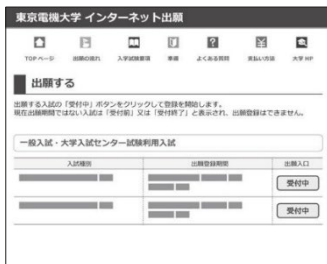 東京電機大学 インターネット出願
TOP ページ 出願の流れ 入学試験要項 準備 よくある質問 支払い方法 大学 HP
出願する
出願する入試の「受付中」ボタンをクリックして登録を開始します。
現在出願期間ではない入試は「受付前」又は「受付終了」と表示され、出願登録はできません。
一般入試・大学入試センター試験利用入試
入試種別 出願登録期間 出願入口
受付中
受付中